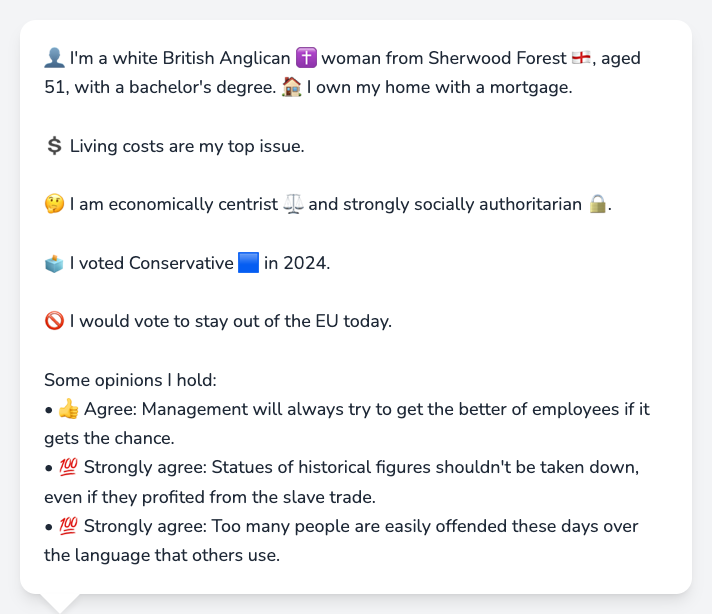 👤 I'm a white British Anglican ✝️ woman from Sherwood Forest 🏴󠁧󠁢󠁥󠁮󠁧󠁿, aged
51, with a bachelor's degree. 🏠 I own my home with a mortgage.
💲 Living costs are my top issue.
🤔 I am economically centrist ⚖️ and strongly socially authoritarian 🔒.
🗳️ I voted Conservative 🟦 in 2024.
🚫 I would vote to stay out of the EU today.
Some opinions I hold:
• 👍 Agree: Management will always try to get the better of employees if it
gets the chance.
• 💯 Strongly agree: Statues of historical figures shouldn't be taken down,
even if they profited from the slave trade.
• 💯 Strongly agree: Too many people are easily offended these days over
the language that others use.